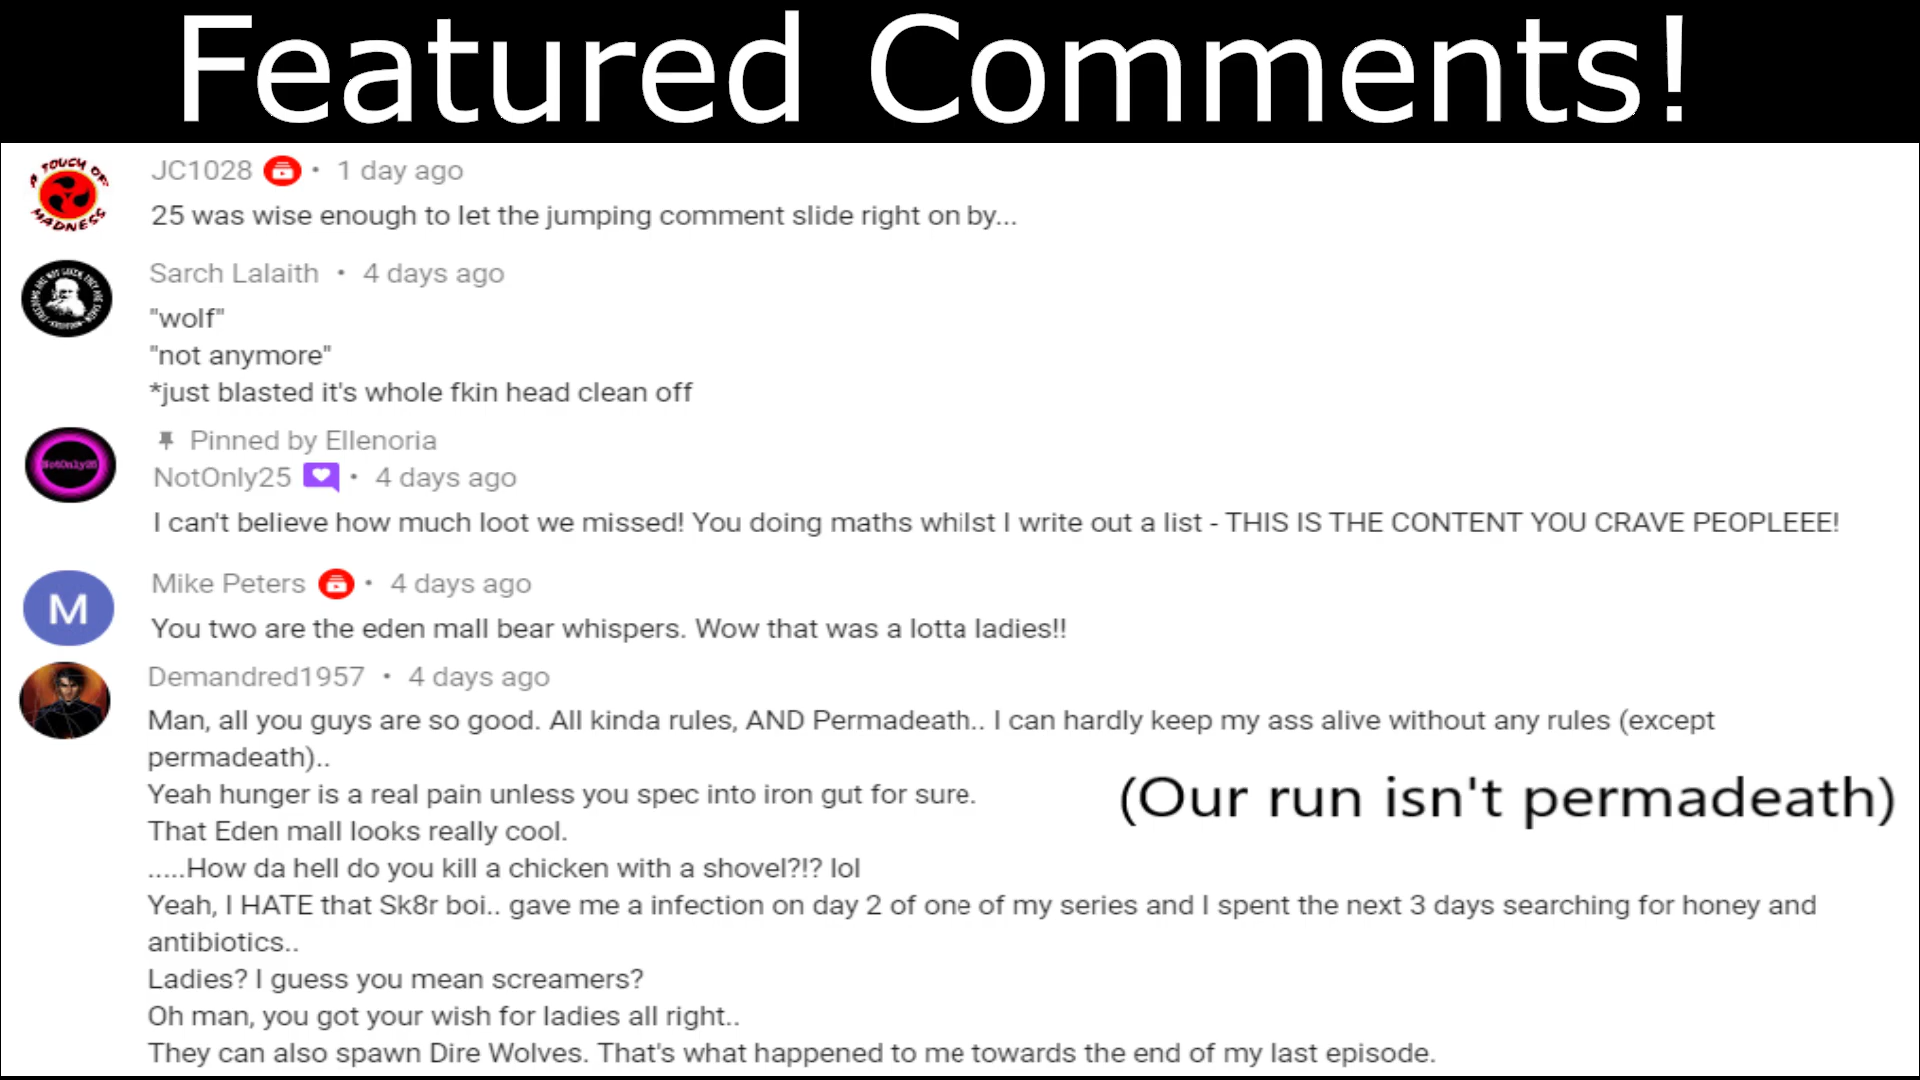 Featured Comments!
A TOUCH OF
MADNESS
JC1028 • 1 day ago
25 was wise enough to let the jumping comment slide right on by...
Sarch Lalaith • 4 days ago
"wolf"
"not anymore"
*just blasted it's whole fkin head clean off
Pinned by Ellenoria
NotOnly25
NotOnly25 • 4 days ago
I can't believe how much loot we missed! You doing maths whilst I write out a list - THIS IS THE CONTENT YOU CRAVE PEOPLEEE!
M
Mike Peters • 4 days ago
You two are the eden mall bear whispers. Wow that was a lotta ladies!!
Demandred1957 • 4 days ago
Man, all you guys are so good. All kinda rules, AND Permadeath.. I can hardly keep my ass alive without any rules (except
permadeath)..
Yeah hunger is a real pain unless you spec into iron gut for sure.
(Our run isn't permadeath)
That Eden mall looks really cool.
.....How da hell do you kill a chicken with a shovel?!? lol
Yeah, I HATE that Sk8r boi.. gave me a infection on day 2 of one of my series and I spent the next 3 days searching for honey and
antibiotics..
Ladies? I guess you mean screamers?
Oh man, you got your wish for ladies all right..
They can also spawn Dire Wolves. That's what happened to me towards the end of my last episode.